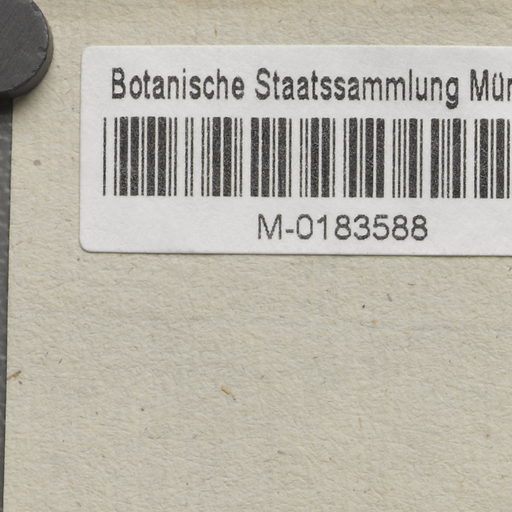 Botanische Staatssammlung Mün
M-0183588